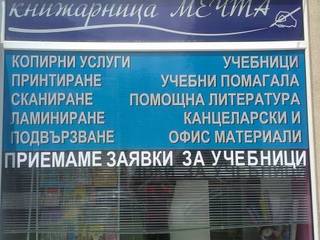 книжарница МЕЧТА
КОПИРНИ УСЛУГИ УЧЕБНИЦИ
ПРИНТИРАНЕ УЧЕБНИ ПОМАГАЛА
СКАНИРАНЕ ПОМОЩНА ЛИТЕРАТУРА
ЛАМИНИРАНЕ КАНЦЕЛАРСКИ И
ПОДВЪРЗВАНЕ ОФИС МАТЕРИАЛИ
ПРИЕМАМЕ ЗАЯВКИ ЗА УЧЕБНИЦИ